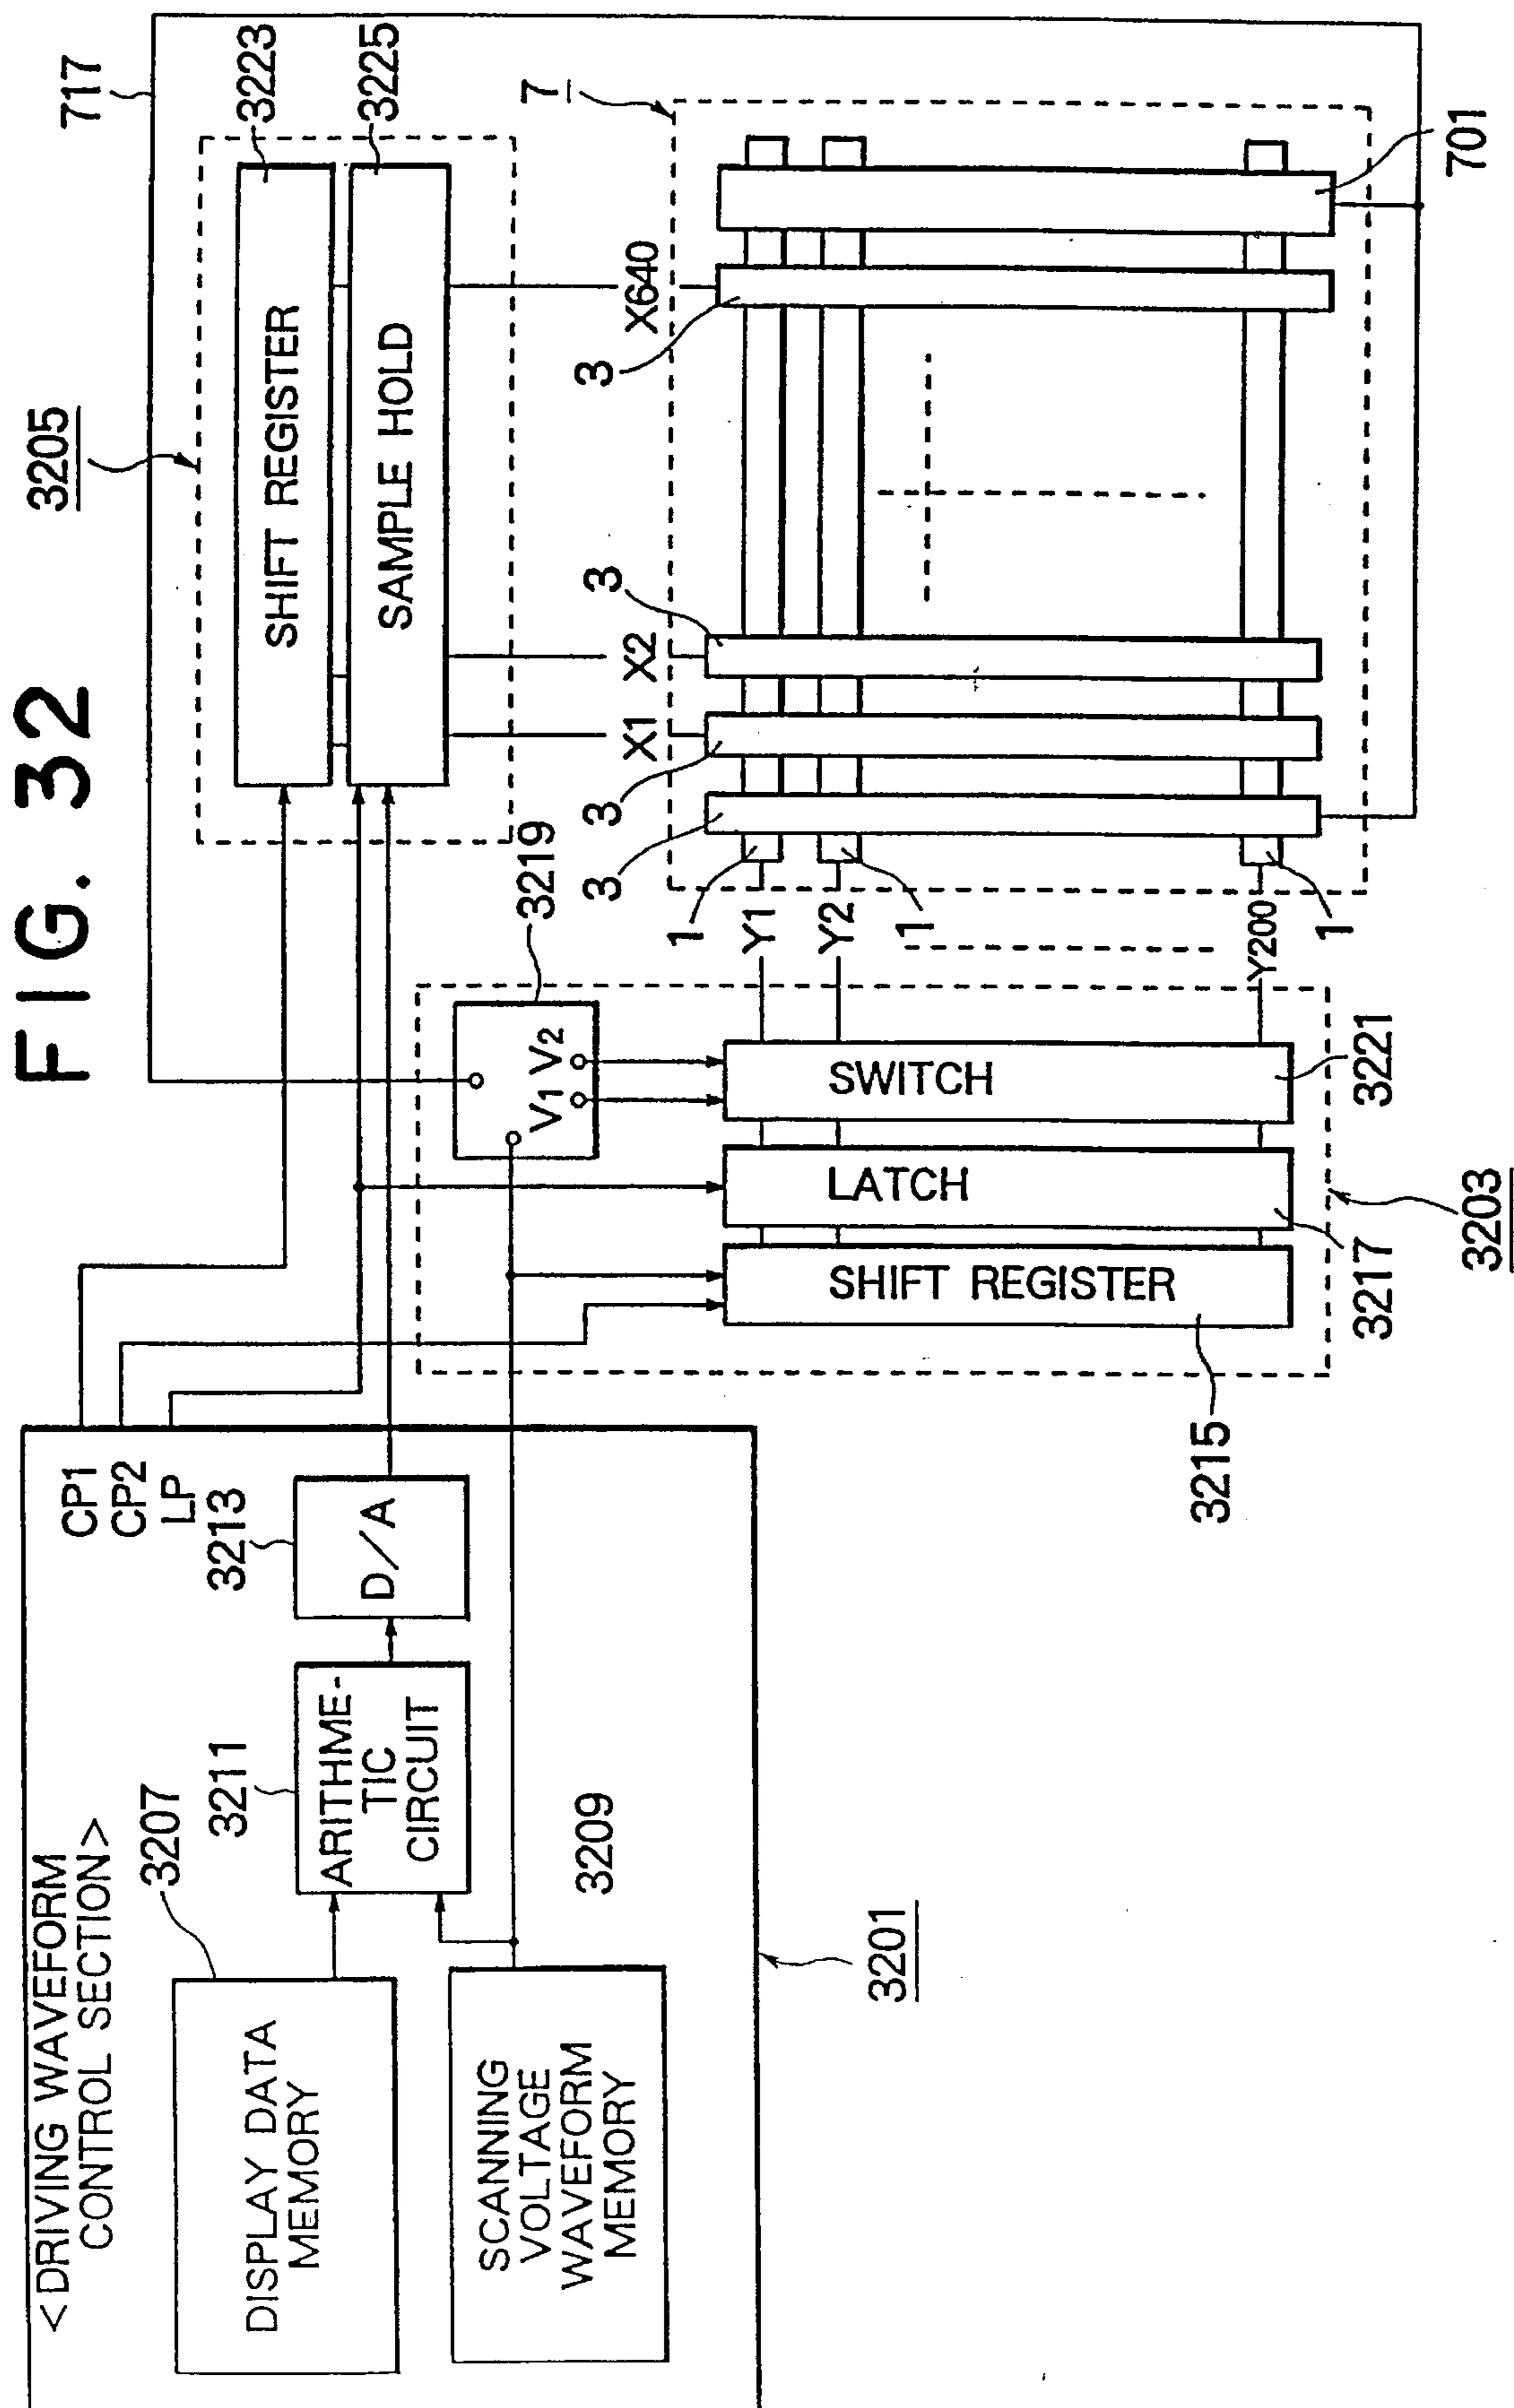 FIG. 32
<DRIVING WAVEFORM
CONTROL SECTION>
3207
DISPLAY DATA
MEMORY
SCANNING
VOLTAGE
WAVEFORM
MEMORY
3209
3211
ARITHME-
TIC
CIRCUIT
3213
D/A
CP1
CP2
LP
3201
3205
717
SHIFT REGISTER
3223
SAMPLE HOLD
3225
3219
V1 V2
SWITCH
3221
LATCH
3217
SHIFT REGISTER
3215
3203
X1
X2
X640
7
3
3
3
3
1
Y1
Y2
1
Y200
1
701